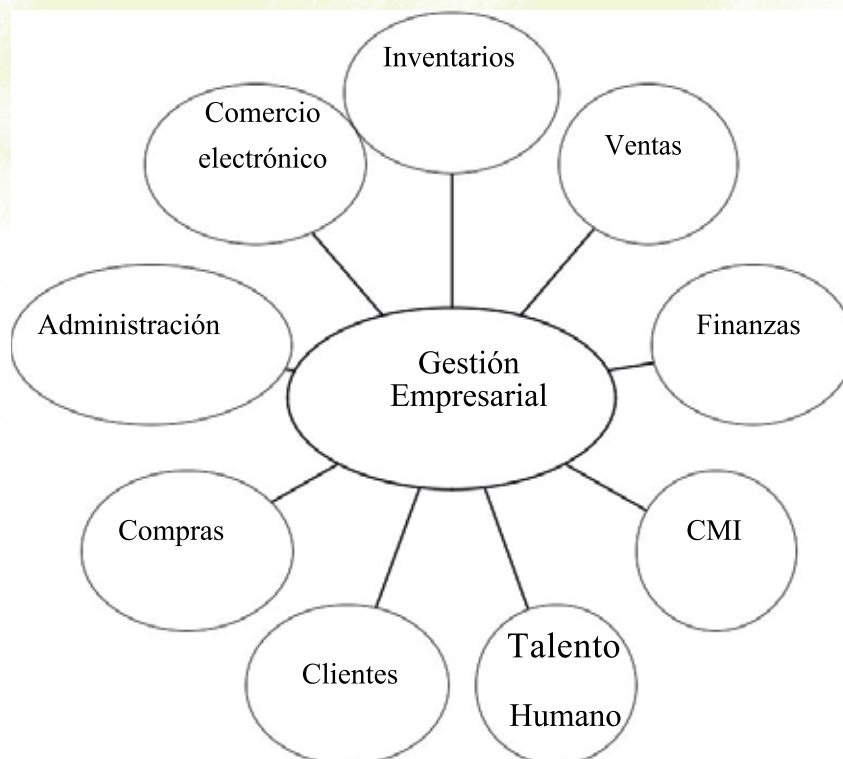 Inventarios
Comercio
electrónico
Ventas
Administración
Finanzas
Gestión
Empresarial
Compras
CMI
Clientes
Talento
Humano